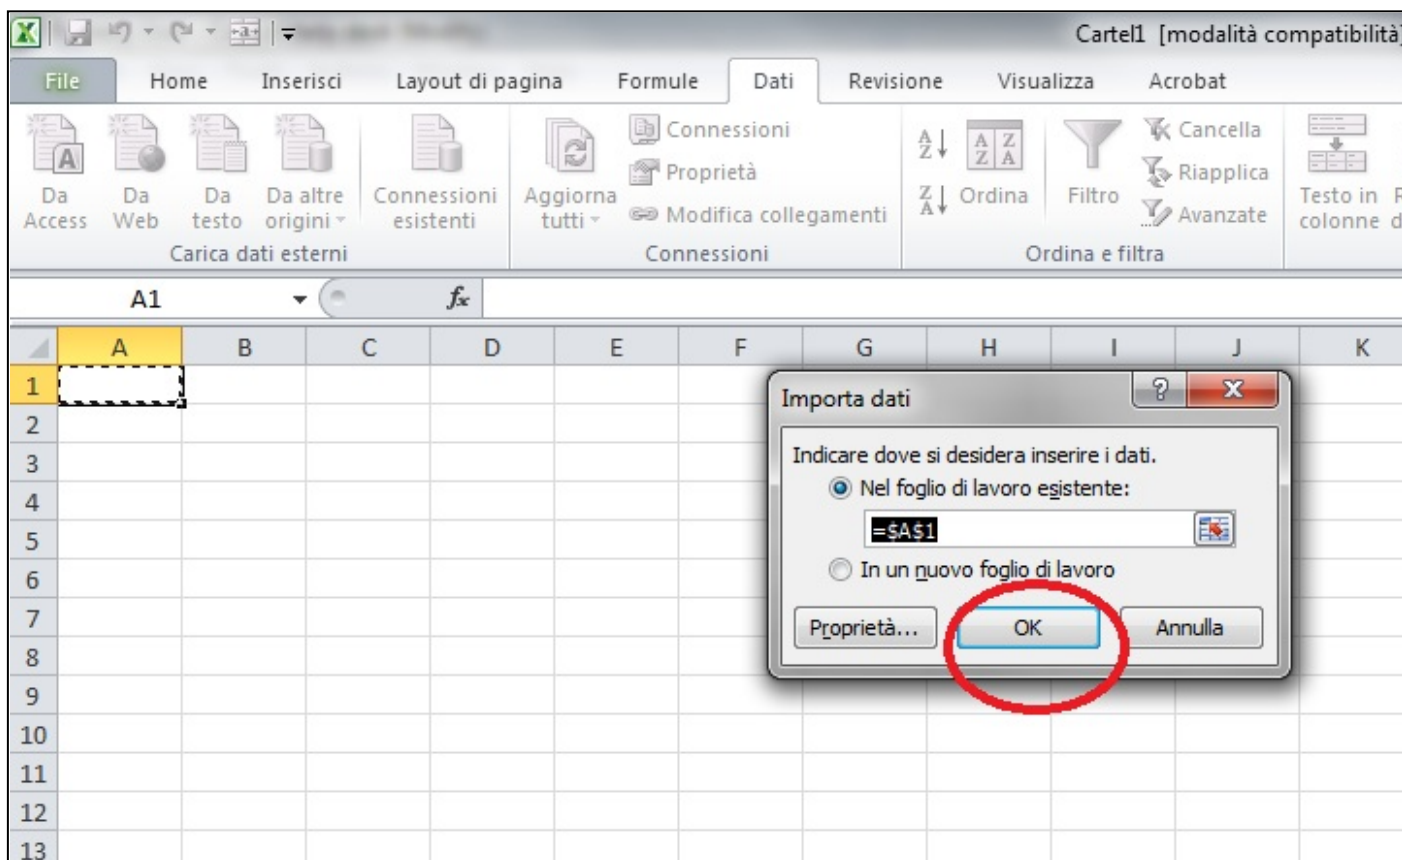 Cartel1 [modalità compatibilità]
File Home Inserisci Layout di pagina Formule Dati Revisione Visualizza Acrobat
Da Access
Da Web
Da testo
Da altre origini
Connessioni esistenti
Carica dati esterni
Aggiorna tutti
Connessioni
Proprietà
Modifica collegamenti
Connessioni
A Z
Z A
A Z Z A
Ordina
Filtro
Cancella
Riapplica
Avanzate
Ordina e filtra
Testo in colonne
A1 fx
A B C D E F G H I J K
1
2
3
4
5
6
7
8
9
10
11
12
13
Importa dati
Indicare dove si desidera inserire i dati.
Nel foglio di lavoro esistente:
=$A$1
In un nuovo foglio di lavoro
Proprietà... OK Annulla